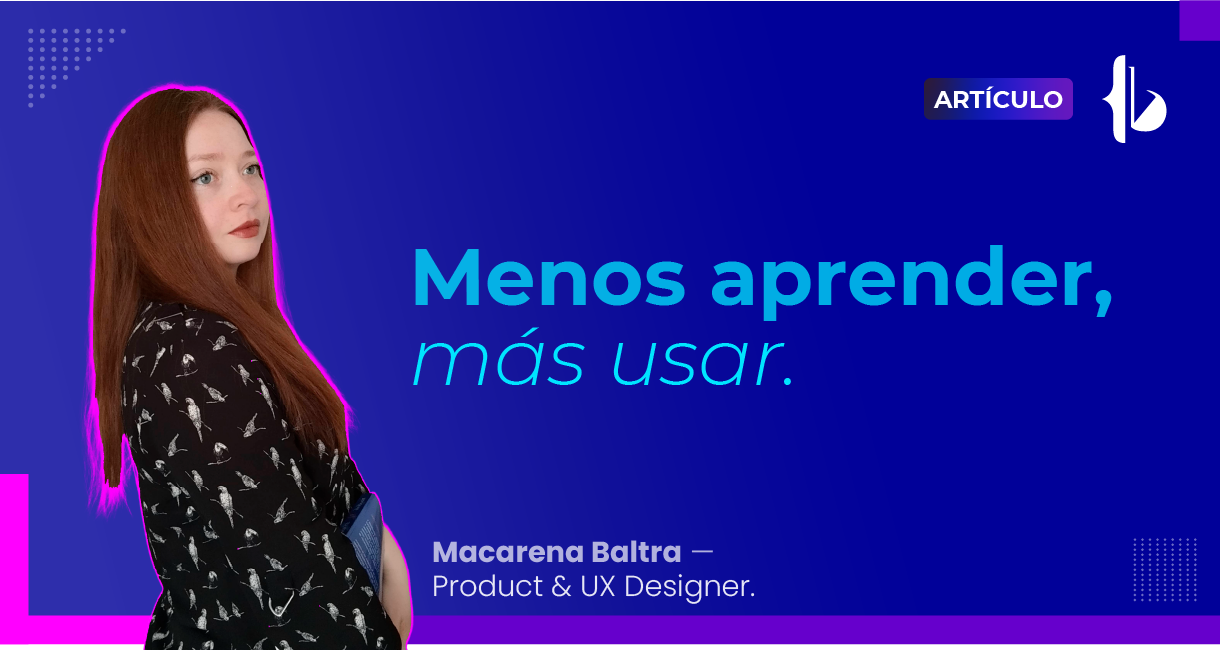 ARTÍCULO
Menos aprender,
más usar.
Macarena Baltra —
Product & UX Designer.